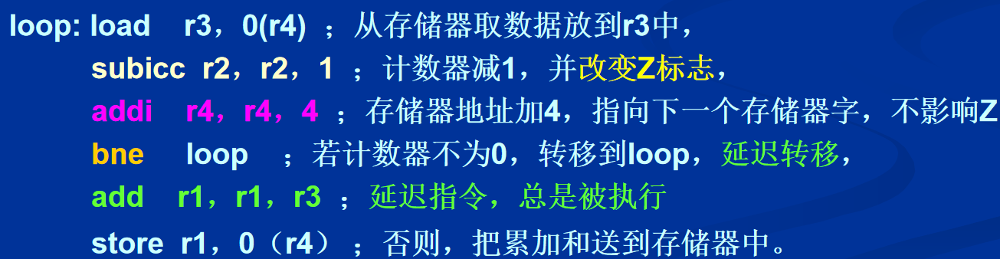 loop: load r3，0(r4) ；从存储器取数据放到r3中，
subicc r2，r2，1 ；计数器减1，并改变Z标志，
addi r4，r4，4 ；存储器地址加4，指向下一个存储器字，不影响Z
bne loop ；若计数器不为0，转移到loop，延迟转移，
add r1，r1，r3 ；延迟指令，总是被执行
store r1，0（r4） ；否则，把累加和送到存储器中。